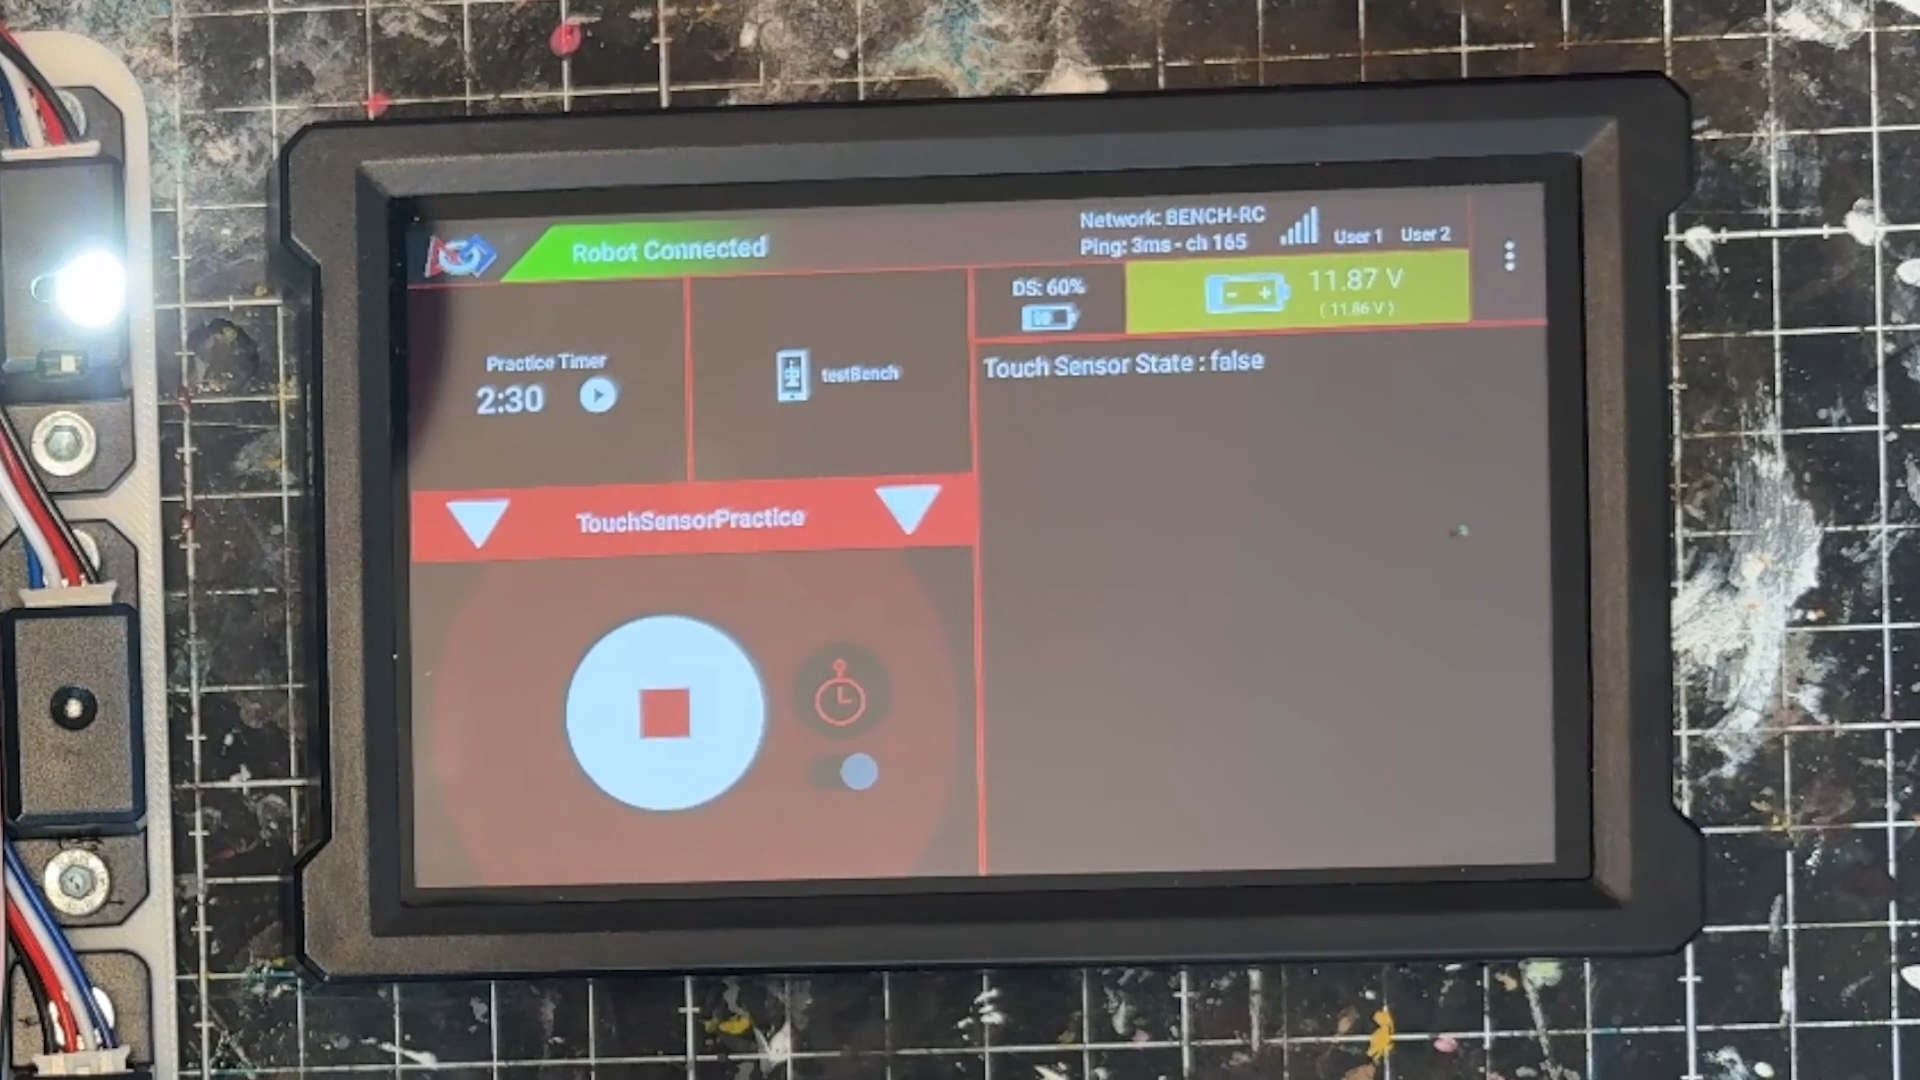 Robot Connected
Network: BENCH-RC
Ping: 3ms - ch 165
User 1 User 2
DS: 60%
11.87 V
( 11.86 V )
Practice Timer
2:30
testBench
Touch Sensor State : false
TouchSensorPractice